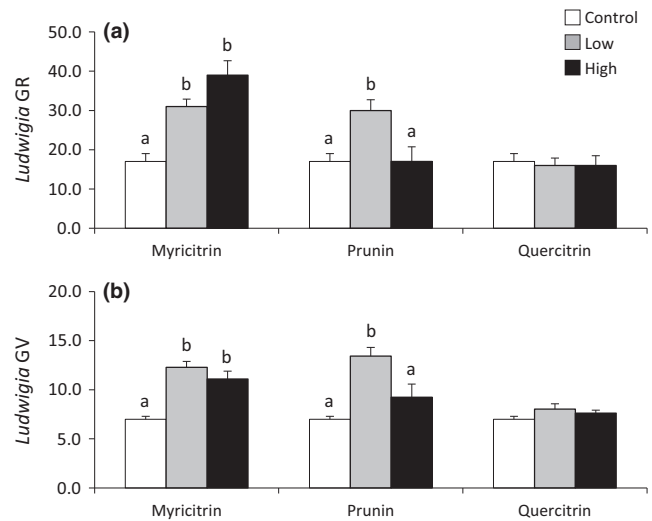 (a)
Control
Low
High
Ludwigia GR
50.0
40.0
30.0
20.0
10.0
0.0
a b b
a b a
Myricitrin Prunin Quercitrin
(b)
Ludwigia GV
20.0
15.0
10.0
5.0
0.0
a b b
a b a
Myricitrin Prunin Quercitrin